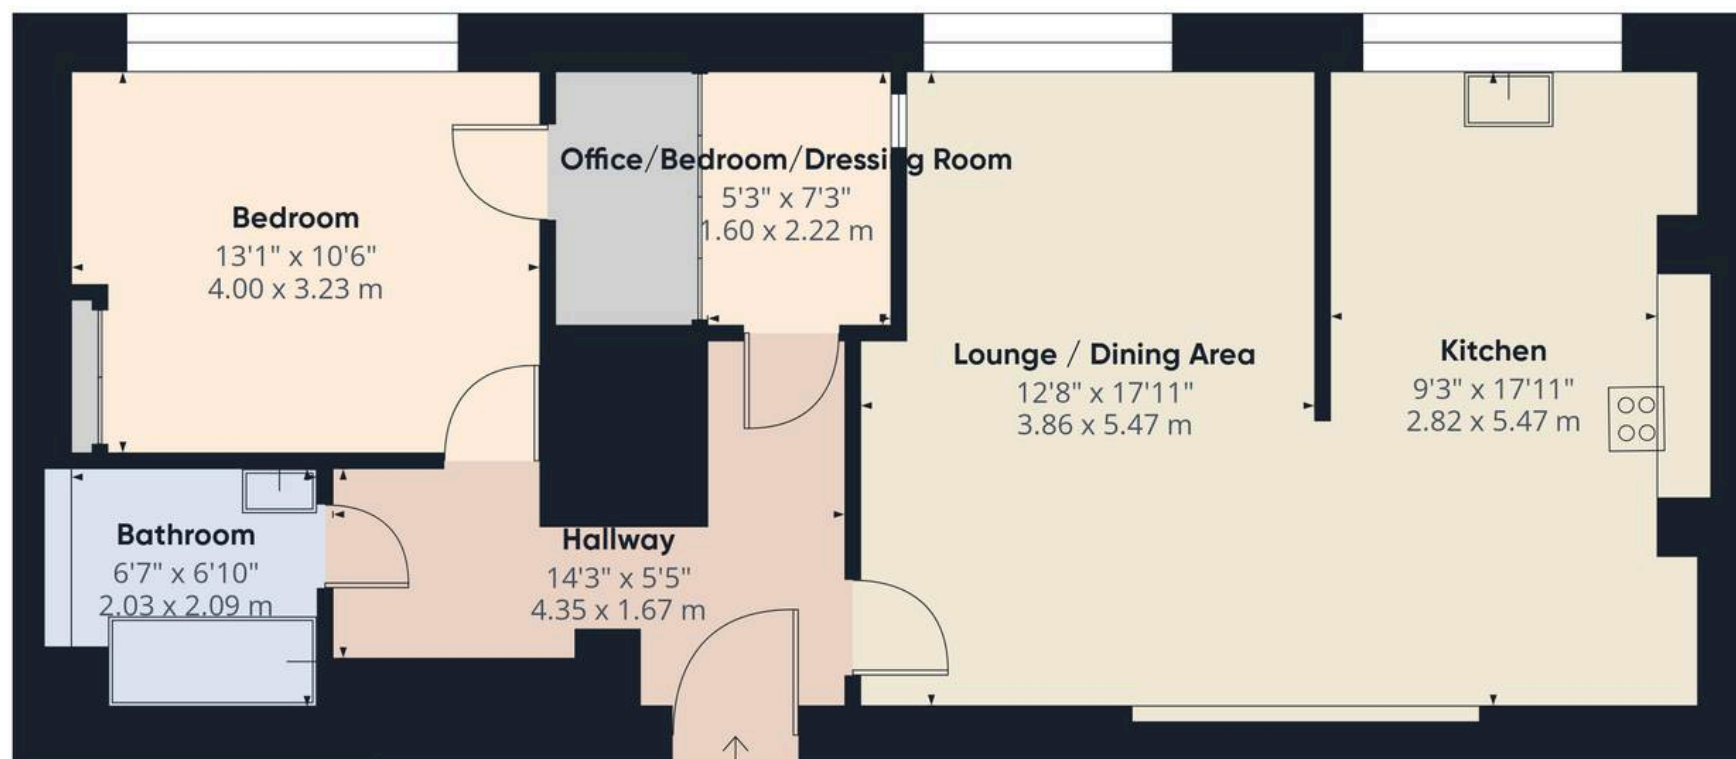 Office/Bedroom/Dressing Room
5'3" x 7'3"
1.60 x 2.22 m
Bedroom
13'1" x 10'6"
4.00 x 3.23 m
Lounge / Dining Area
12'8" x 17'11"
3.86 x 5.47 m
Kitchen
9'3" x 17'11"
2.82 x 5.47 m
Bathroom
6'7" x 6'10"
2.03 x 2.09 m
Hallway
14'3" x 5'5"
4.35 x 1.67 m